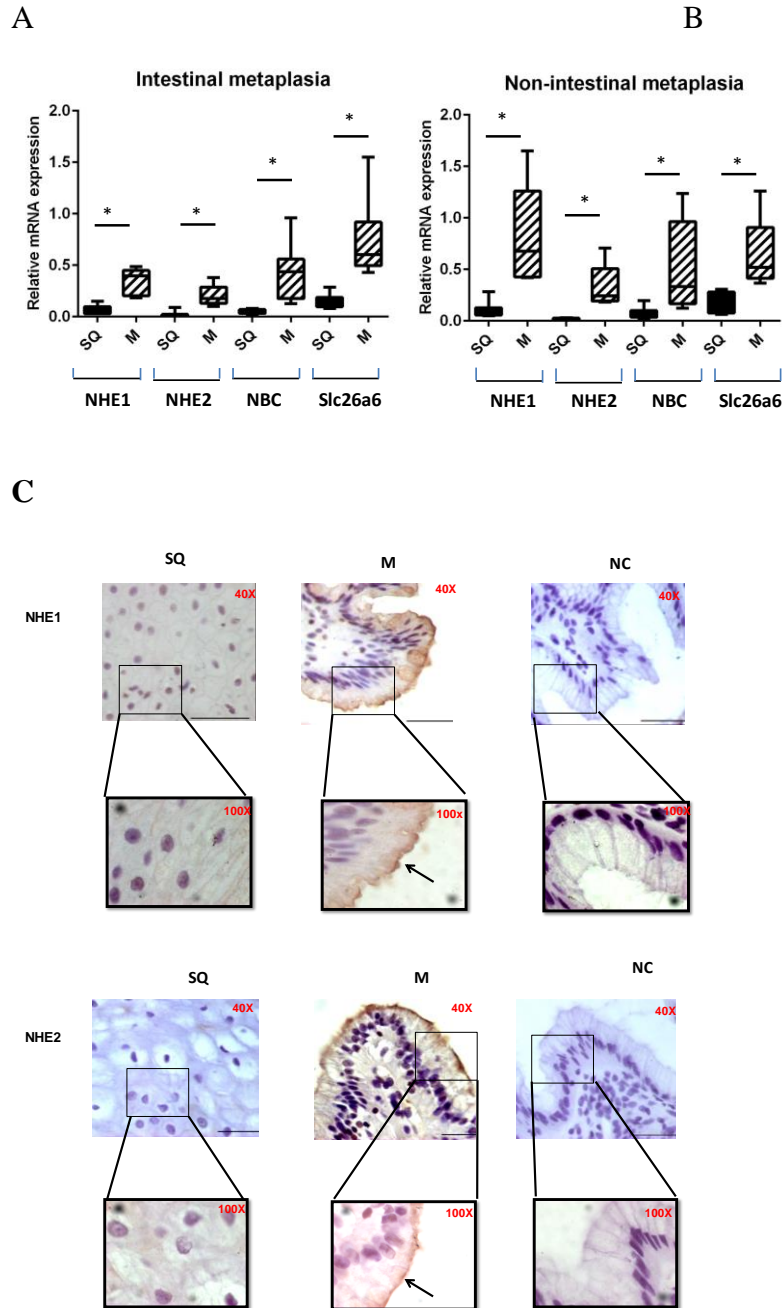 A
B
Intestinal metaplasia
Relative mRNA expression
2.0
1.5
1.0
0.5
0.0
*
*
*
*
SQ M SQ M SQ M SQ M
NHE1 NHE2 NBC Slc26a6
Non-intestinal metaplasia
Relative mRNA expression
2.0
1.5
1.0
0.5
0.0
*
*
*
*
SQ M SQ M SQ M SQ M
NHE1 NHE2 NBC Slc26a6
C
SQ M NC
NHE1
40X 40X 40X
100X 100x 100X
SQ M NC
NHE2
40X 40X 40X
100X 100X 100X